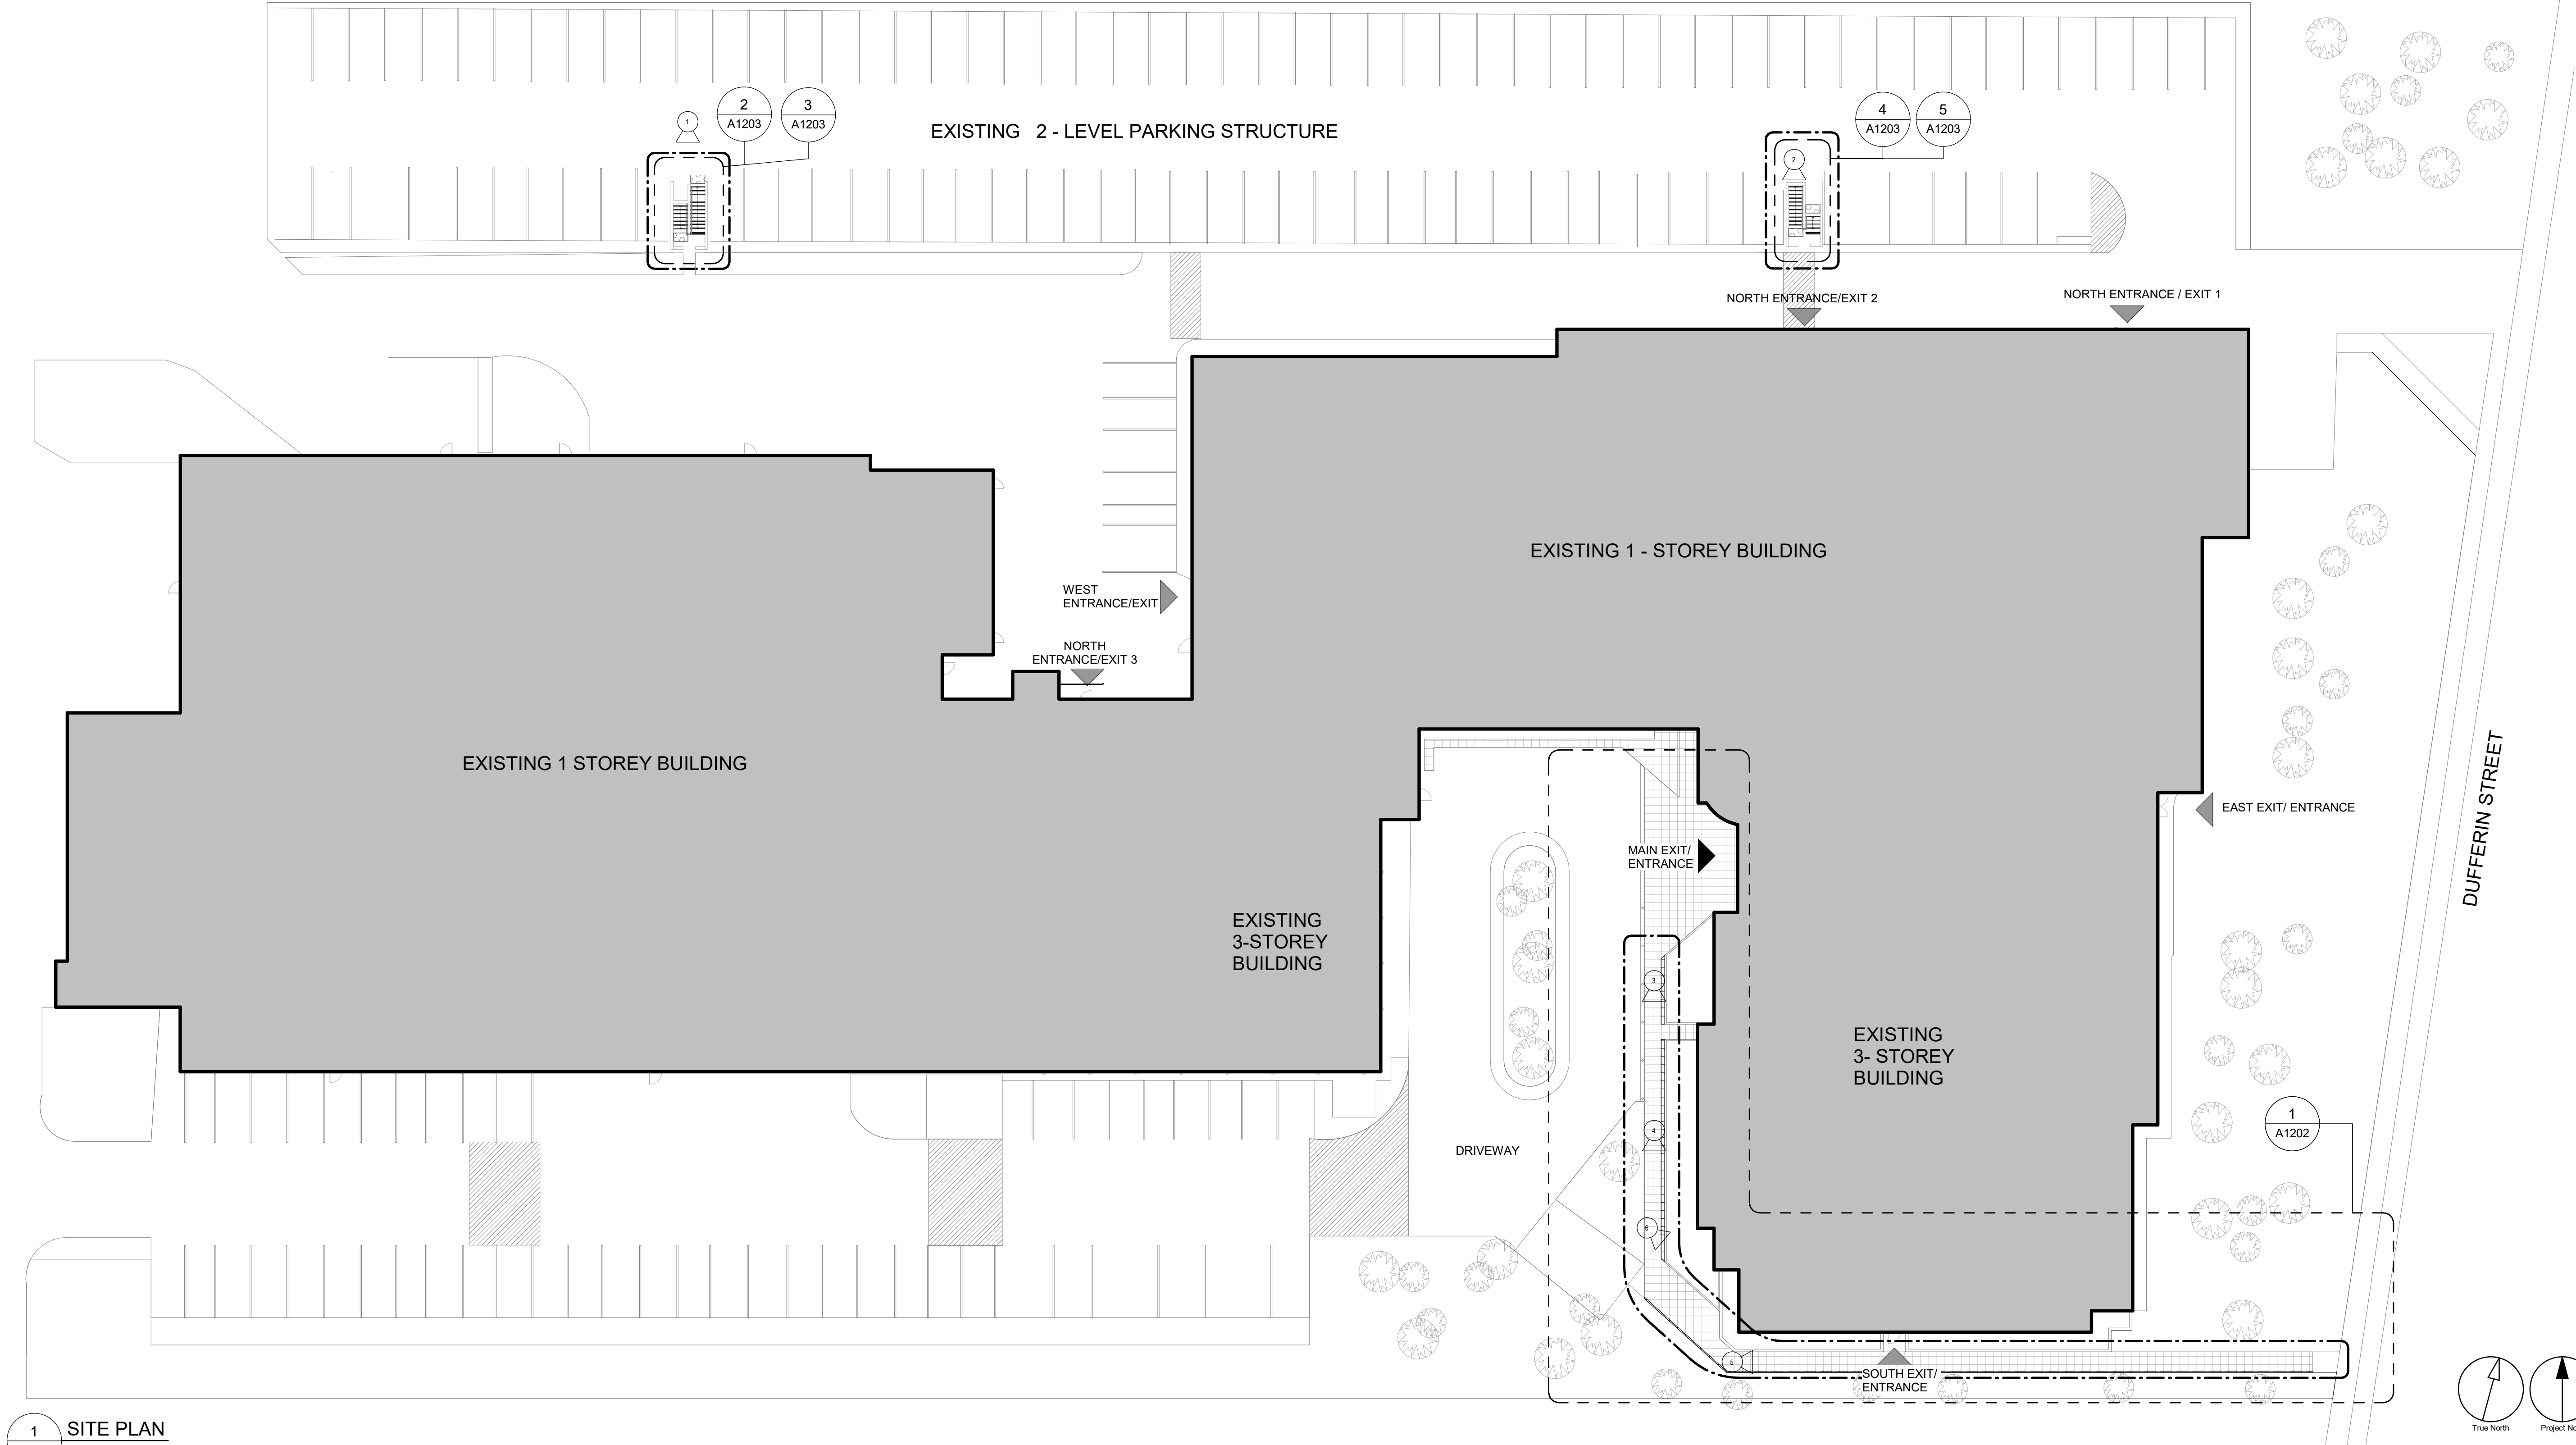 2
A1203
3
A1203
1
EXISTING   2 - LEVEL PARKING STRUCTURE
4
A1203
5
A1203
2
NORTH ENTRANCE/EXIT 2
NORTH ENTRANCE / EXIT 1
EXISTING 1 - STOREY BUILDING
WEST
ENTRANCE/EXIT
NORTH
ENTRANCE/EXIT 3
EXISTING 1 STOREY BUILDING
EAST EXIT/ ENTRANCE
DUFFERIN STREET
MAIN EXIT/
ENTRANCE
EXISTING
3-STOREY
BUILDING
3
EXISTING
3- STOREY
BUILDING
1
A1202
4
DRIVEWAY
6
5
SOUTH EXIT/
ENTRANCE
1
SITE PLAN
True North
Project No